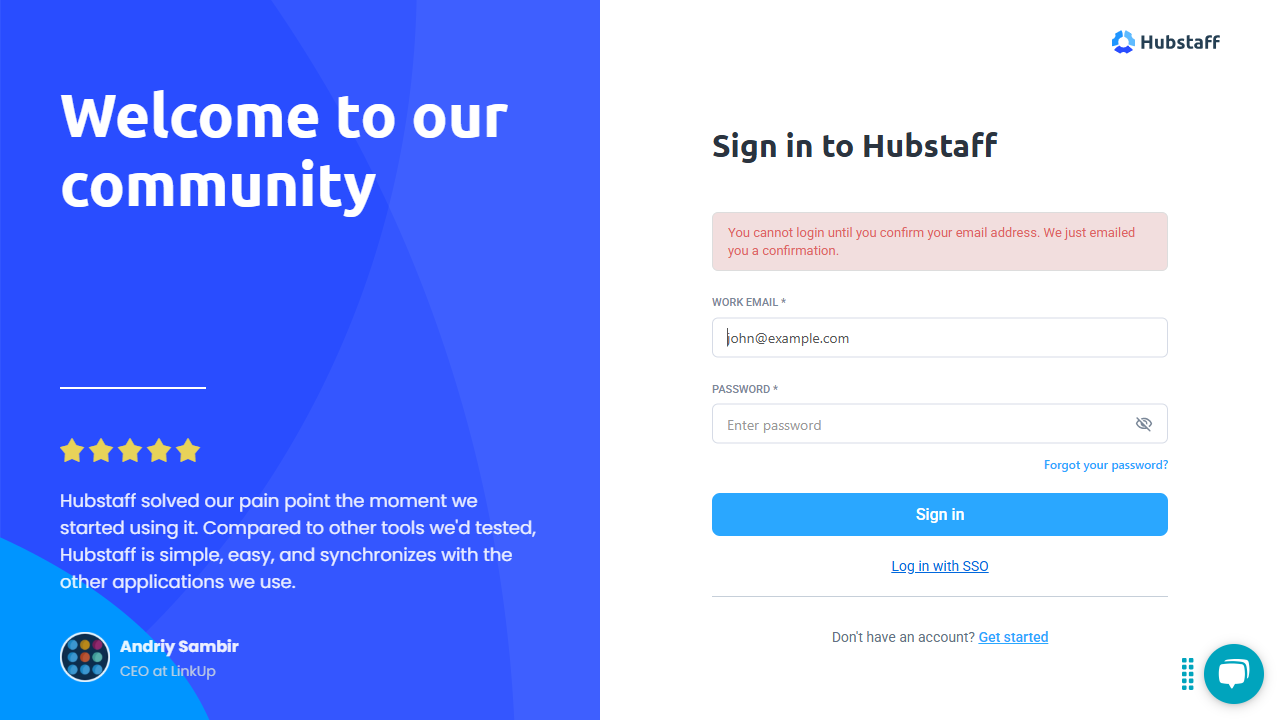 Welcome to our
community
Hubstaff solved our pain point the moment we
started using it. Compared to other tools we'd tested,
Hubstaff is simple, easy, and synchronizes with the
other applications we use.
Andriy Sambir
CEO at LinkUp
Hubstaff
Sign in to Hubstaff
You cannot login until you confirm your email address. We just emailed
you a confirmation.
WORK EMAIL *
john@example.com
PASSWORD *
Enter password
Forgot your password?
Sign in
Log in with SSO
Don't have an account? Get started